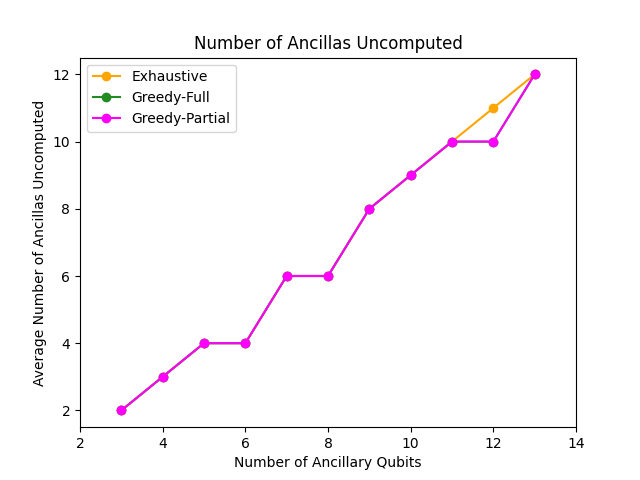 Number of Ancillas Uncomputed
Exhaustive
Greedy-Full
Greedy-Partial
Average Number of Ancillas Uncomputed
12
10
8
6
4
2
2 4 6 8 10 12 14
Number of Ancillary Qubits